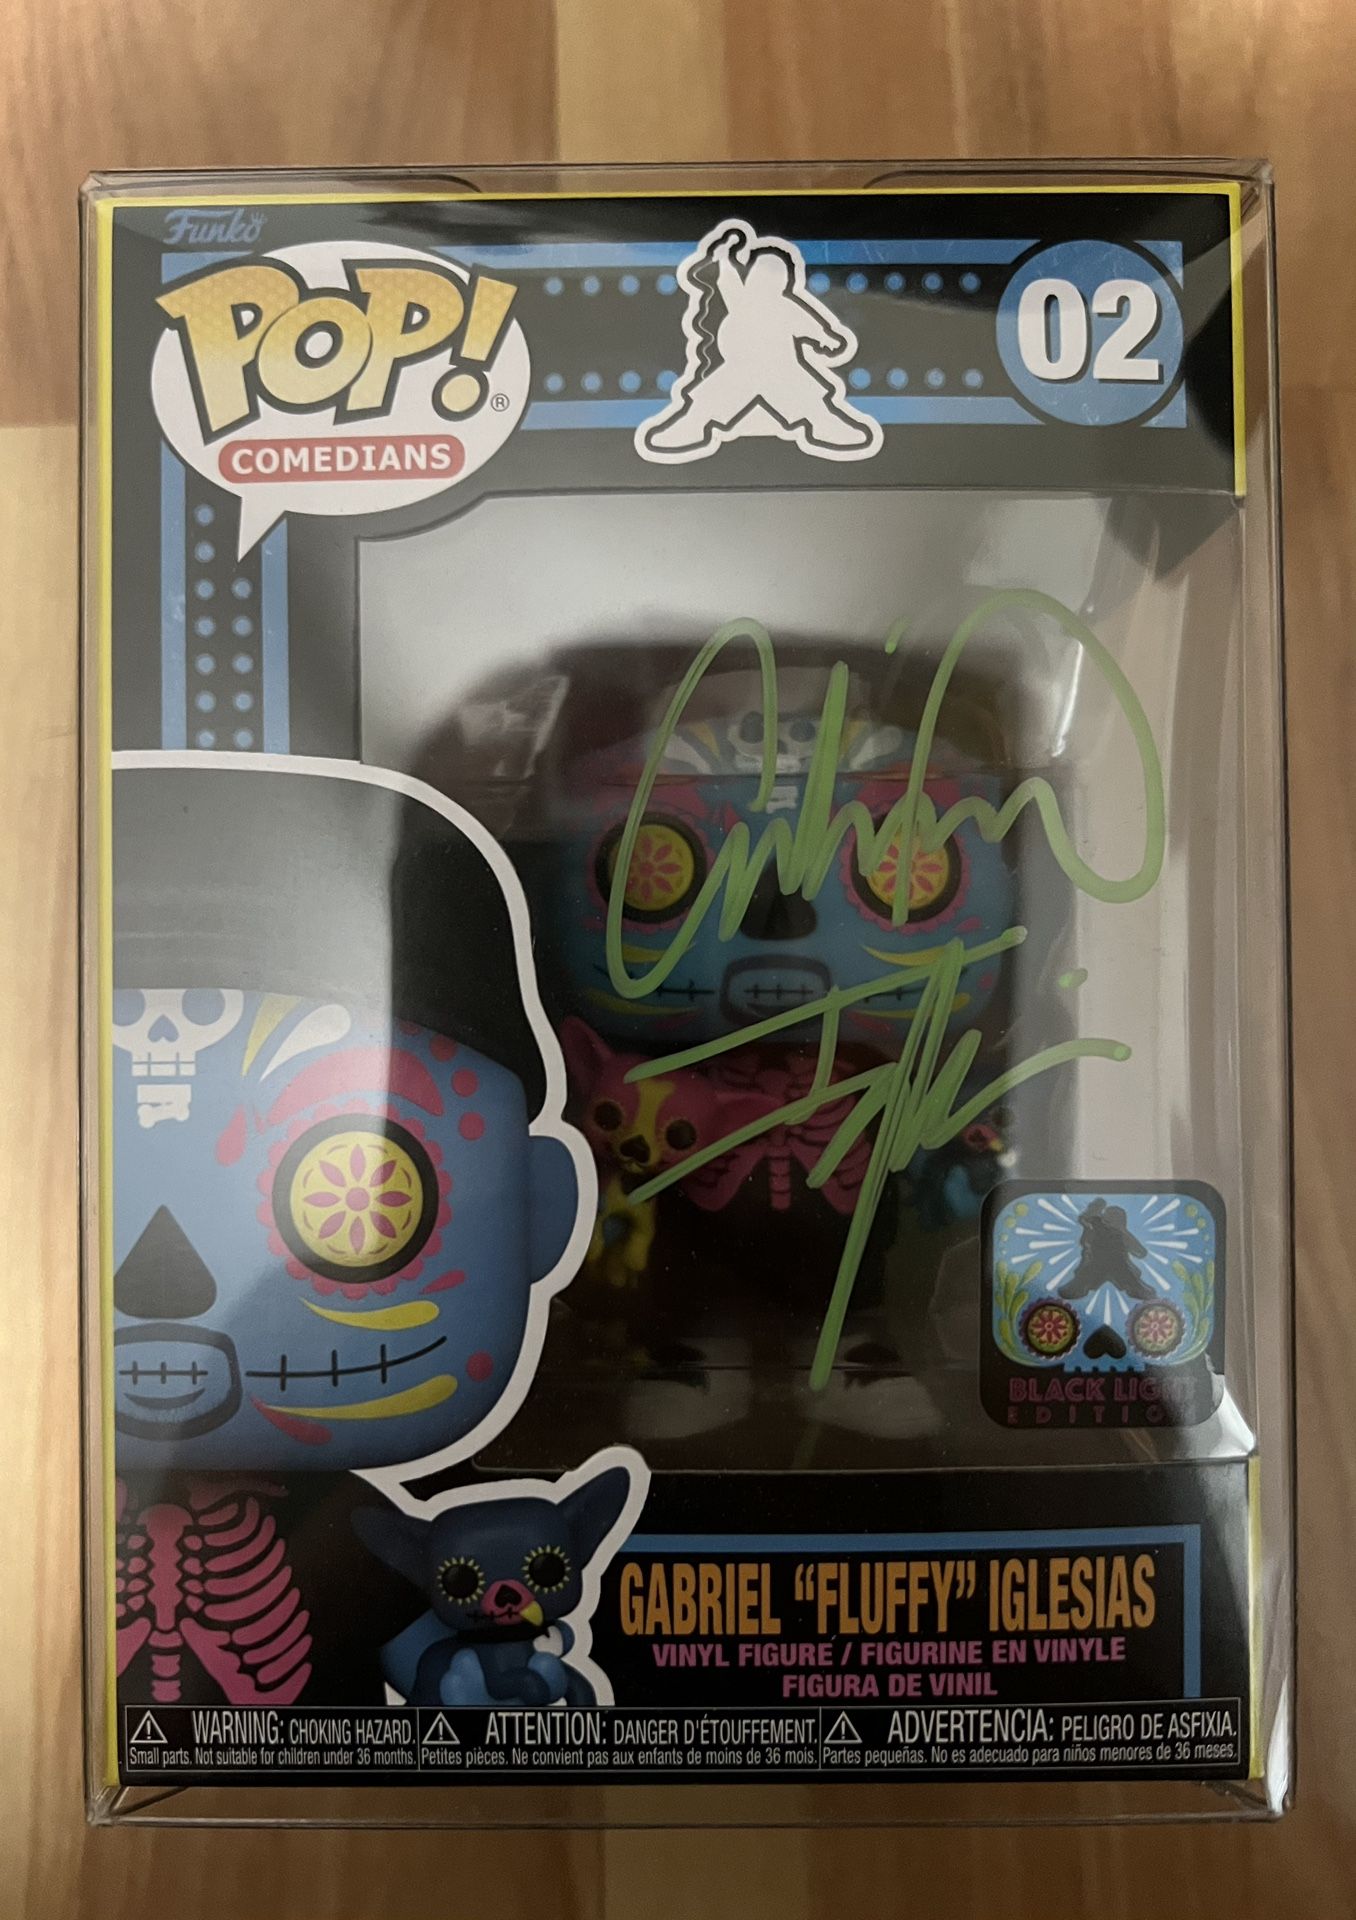 Funko
POP!®
COMEDIANS
02
BLACK LIGHT
EDITION
GABRIEL “FLUFFY” IGLESIAS
VINYL FIGURE / FIGURINE EN VINYLE
FIGURA DE VINIL
WARNING: CHOKING HAZARD.
Small parts. Not suitable for children under 36 months.
ATTENTION: DANGER D'ÉTOUFFEMENT.
Petites pièces. Ne convient pas aux enfants de moins de 36 mois.
ADVERTENCIA: PELIGRO DE ASFIXIA.
Partes pequeñas. No es adecuado para niños menores de 36 meses.